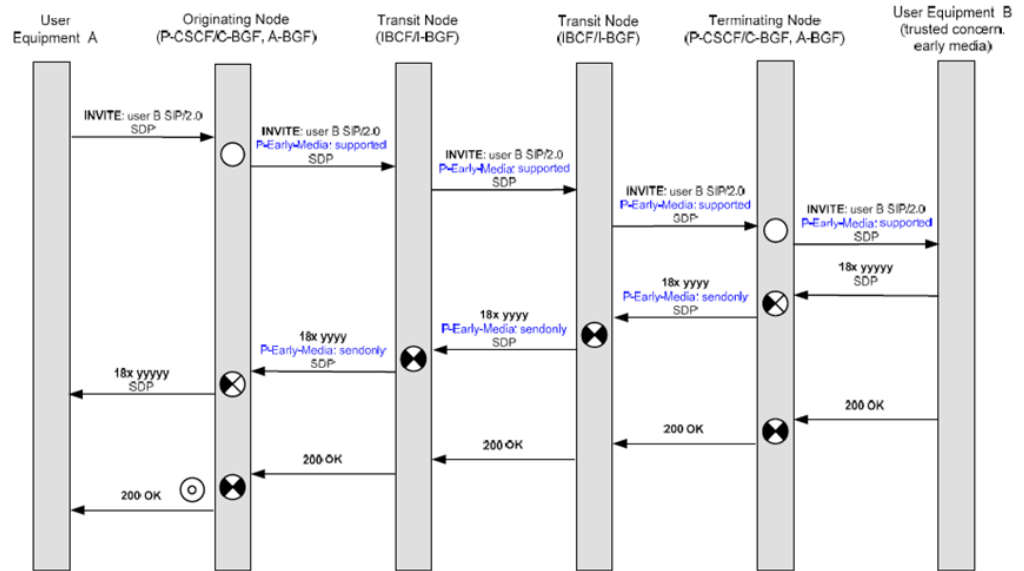 User
Equipment A
Originating Node
(P-CSCF/C-BGF, A-BGF)
Transit Node
(IBCF/I-BGF)
Transit Node
(IBCF/I-BGF)
Terminating Node
(P-CSCF/C-BGF, A-BGF)
User Equipment B
(trusted concern.
early media)
INVITE: user B SIP/2.0
SDP
INVITE: user B SIP/2.0
P-Early-Media: supported
SDP
INVITE: user B SIP/2.0
P-Early-Media: supported
SDP
INVITE: user B SIP/2.0
P-Early-Media: supported
SDP
INVITE: user B SIP/2.0
P-Early-Media: supported
SDP
18x yyyyy
SDP
18x yyyy
P-Early-Media: sendonly
SDP
18x yyyy
P-Early-Media: sendonly
SDP
18x yyyy
P-Early-Media: sendonly
SDP
18x yyyyy
SDP
200 OK
200 OK
200 OK
200 OK
200 OK